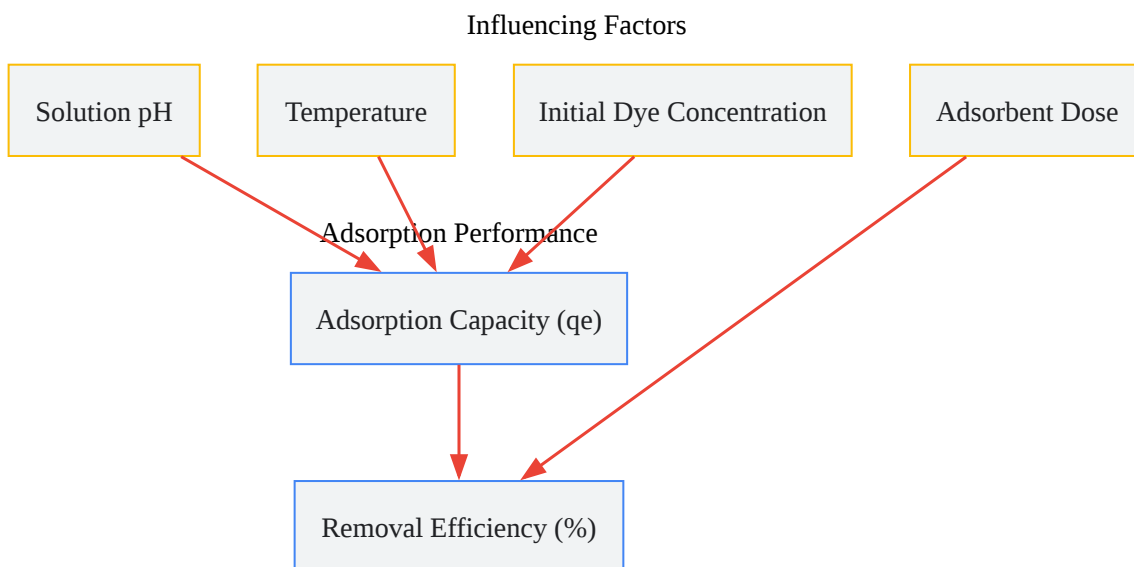 Influencing Factors
Solution pH
Temperature
Initial Dye Concentration
Adsorbent Dose
Adsorption Performance
Adsorption Capacity (qe)
Removal Efficiency (%)